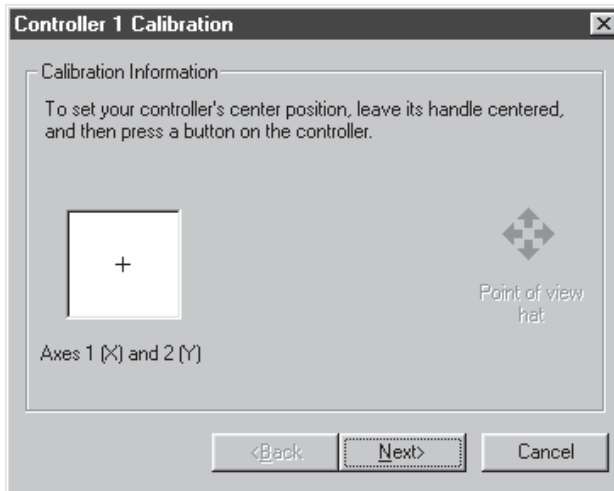 Controller 1 Calibration
Calibration Information
To set your controller's center position, leave its handle centered,
and then press a button on the controller.
Point of view
hat
Axes 1 (X) and 2 (Y)
<Back
Next>
Cancel